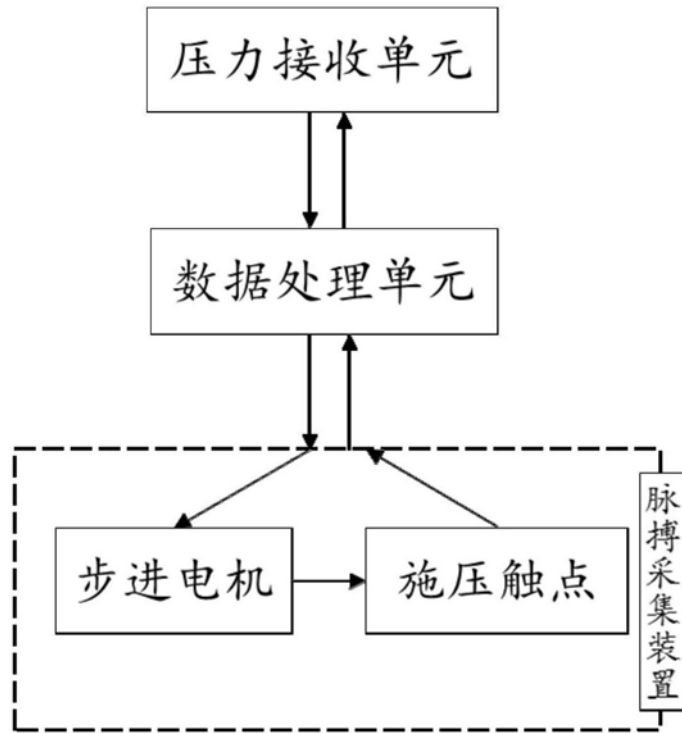 压力接收单元
数据处理单元
步进电机
施压触点
脉搏采集装置